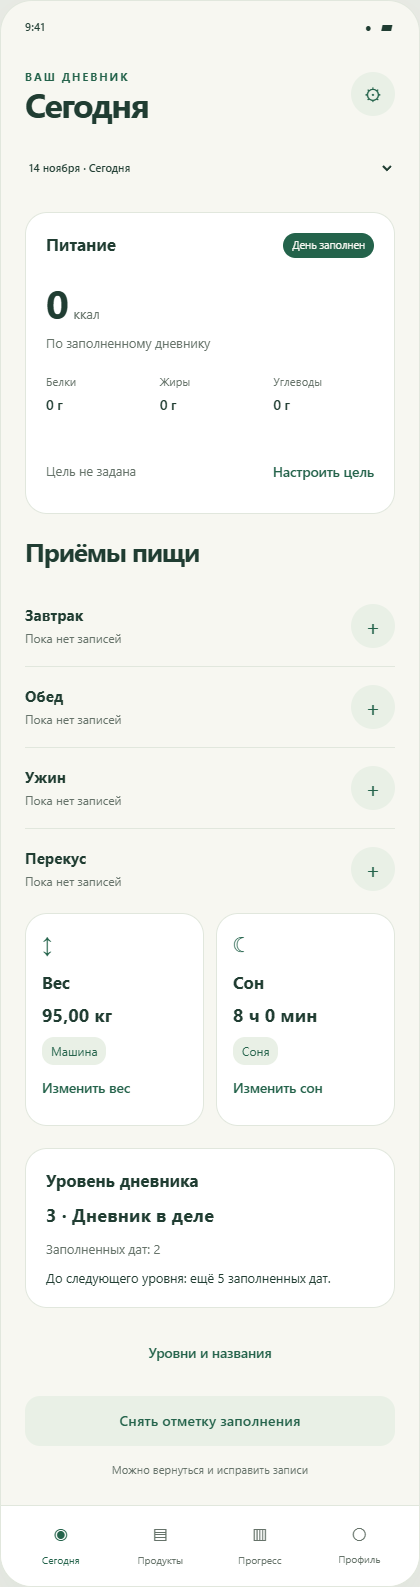 9:41
ВАШ ДНЕВНИК
Сегодня
14 ноября · Сегодня
Питание
День заполнен
0 ккал
По заполненному дневнику
Белки Жиры Углеводы
0 г 0 г 0 г
Цель не задана Настроить цель
Приёмы пищи
Завтрак
Пока нет записей
+
Обед
Пока нет записей
+
Ужин
Пока нет записей
+
Перекус
Пока нет записей
+
Вес
95,00 кг
Машина
Изменить вес
Сон
8 ч 0 мин
Соня
Изменить сон
Уровень дневника
3 · Дневник в деле
Заполненных дат: 2
До следующего уровня: ещё 5 заполненных дат.
Уровни и названия
Снять отметку заполнения
Можно вернуться и исправить записи
Сегодня Продукты Прогресс Профиль